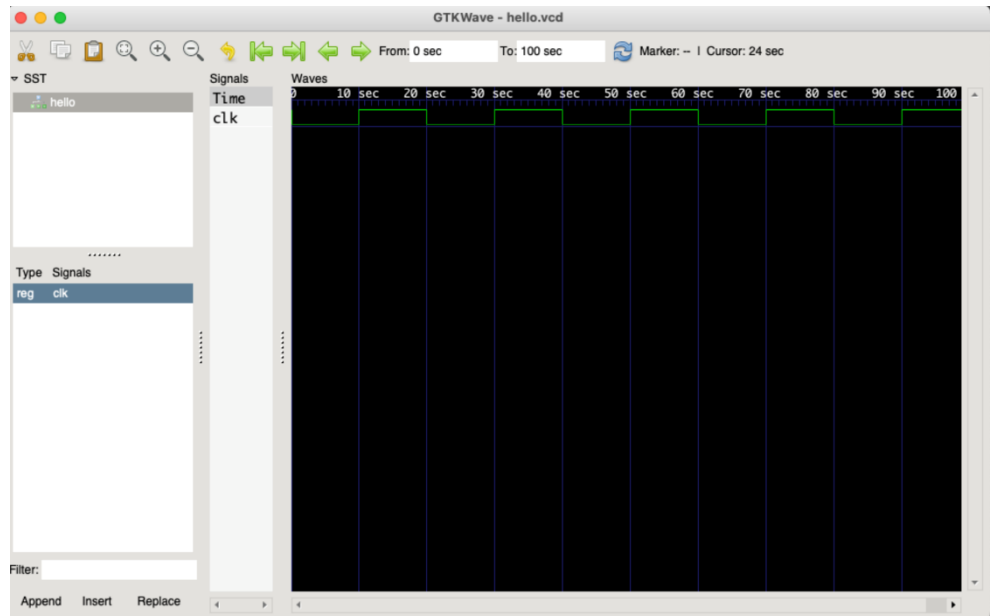 GTKWave - hello.vcd
From: 0 sec To: 100 sec Marker: -- | Cursor: 24 sec
SST
hello
Type Signals
reg clk
Filter:
Append Insert Replace
Signals
Time
clk
Waves
0 10 sec 20 sec 30 sec 40 sec 50 sec 60 sec 70 sec 80 sec 90 sec 100